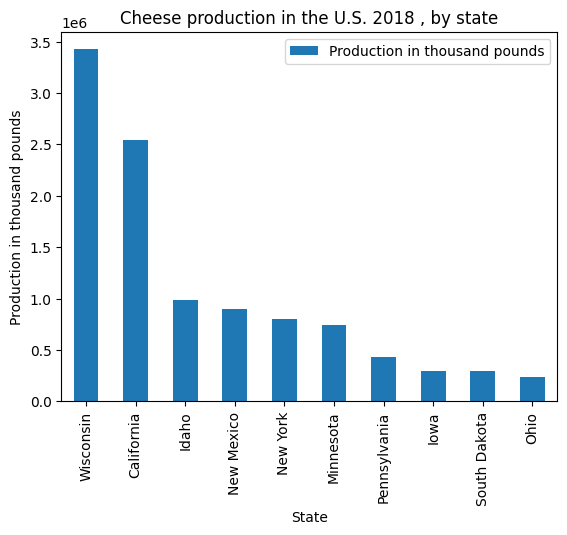 Cheese production in the U.S. 2018 , by state
1e6
Production in thousand pounds
3.5
3.0
2.5
2.0
1.5
1.0
0.5
0.0
Production in thousand pounds
Wisconsin
California
Idaho
New Mexico
New York
Minnesota
Pennsylvania
Iowa
South Dakota
Ohio
State